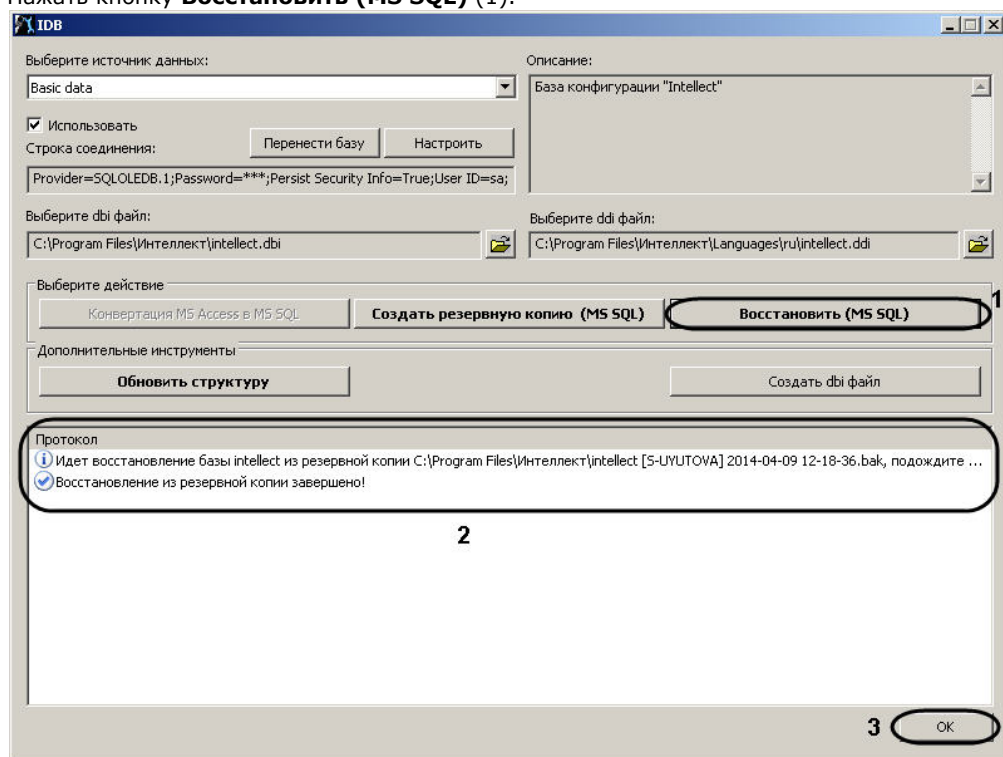 Нажать кнопку Восстановить (MS SQL) (1).
IDB
Выберите источник данных:
Описание:
Basic data
База конфигурации "Intellect"
Использовать
Строка соединения:
Перенести базу
Настроить
Provider=SQLOLEDB.1;Password=***;Persist Security Info=True;User ID=sa;
Выберите dbi файл:
Выберите ddi файл:
C:\Program Files\Интеллект\intellect.dbi
C:\Program Files\Интеллект\Languages\ru\intellect.ddi
Выберите действие
1
Конвертация MS Access в MS SQL
Создать резервную копию (MS SQL)
Восстановить (MS SQL)
Дополнительные инструменты
Обновить структуру
Создать dbi файл
Протокол
Идет восстановление базы intellect из резервной копии C:\Program Files\Интеллект\intellect [S-UYUTOVA] 2014-04-09 12-18-36.bak, подождите ...
Восстановление из резервной копии завершено!
2
3
OK